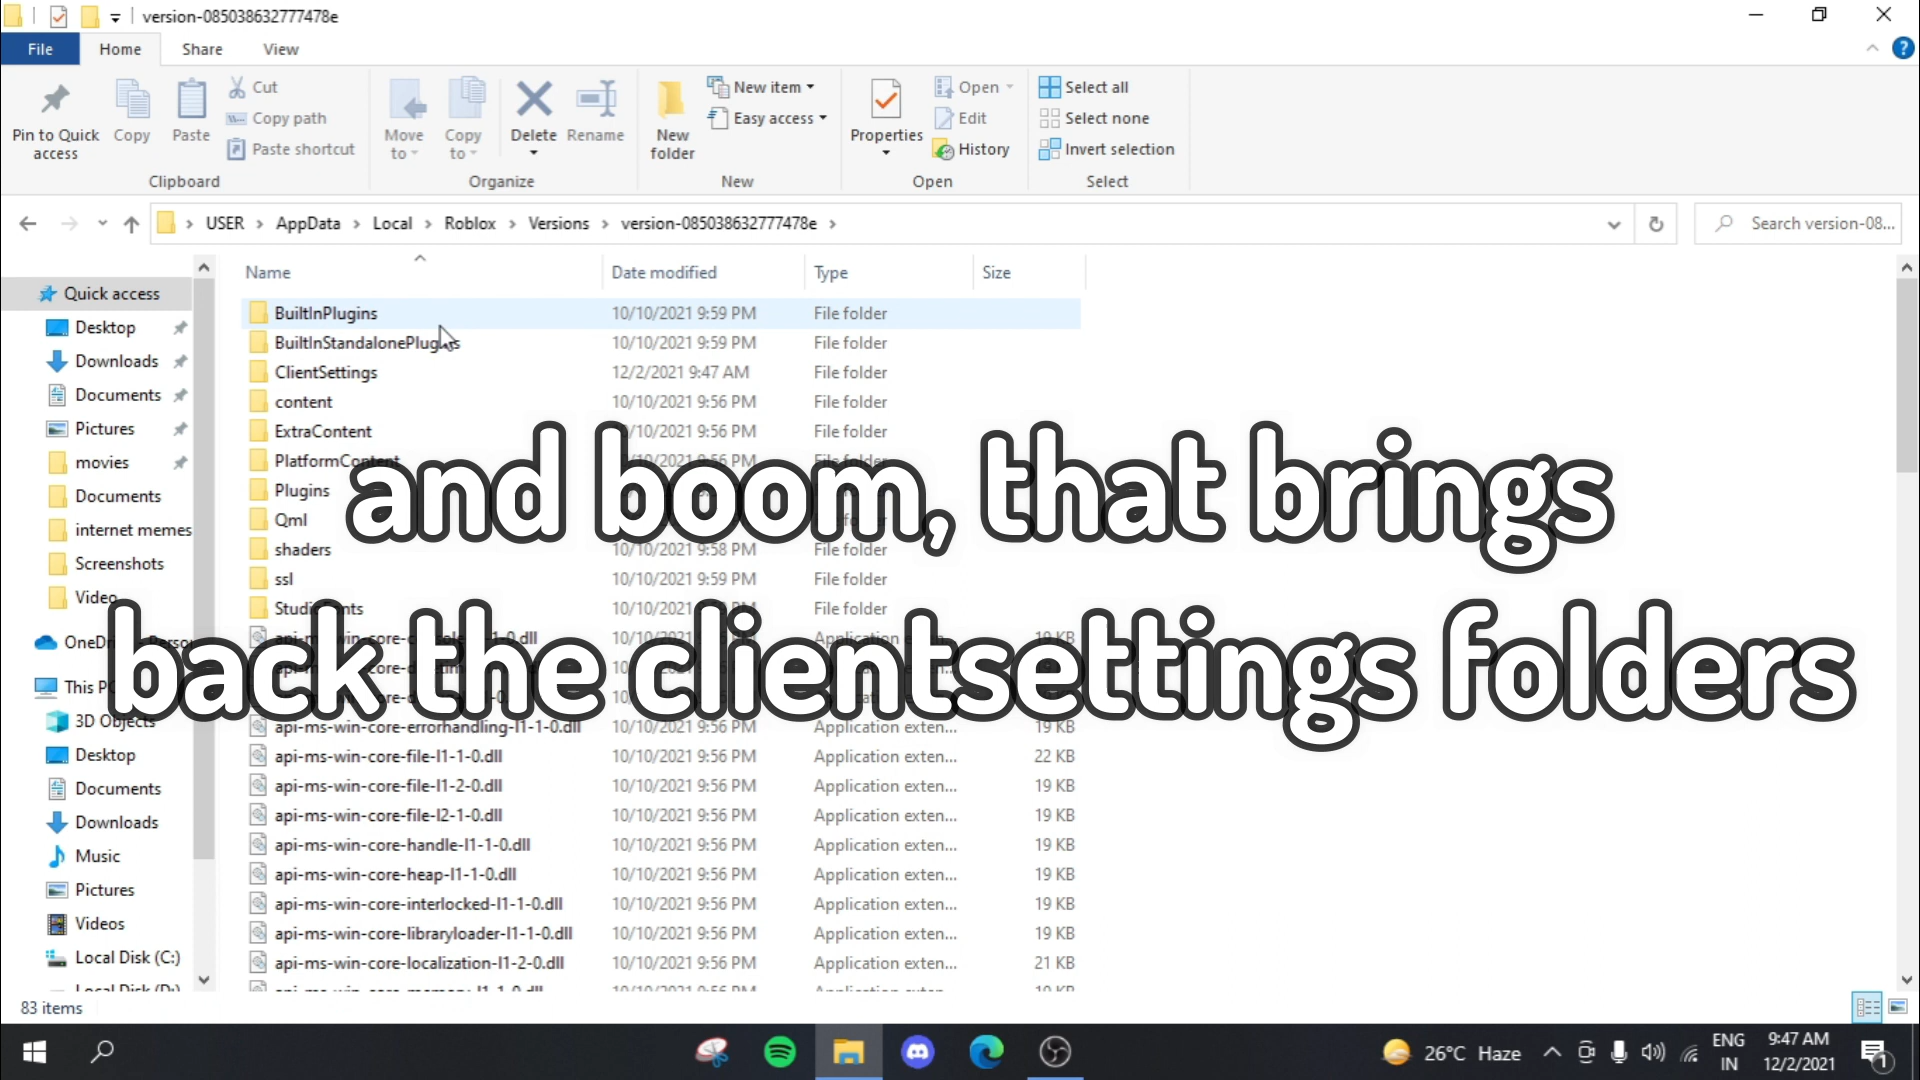 version-085038632777478e
File Home Share View
Pin to Quick access
Copy
Paste
Cut
Copy path
Paste shortcut
Clipboard
Move to
Copy to
Delete
Rename
Organize
New folder
New item
Easy access
New
Properties
Open
Edit
History
Open
Select all
Select none
Invert selection
Select
USER > AppData > Local > Roblox > Versions > version-085038632777478e >
Search version-08...
Name Date modified Type Size
Quick access
Desktop
Downloads
Documents
Pictures
movies
Documents
internet memes
Screenshots
Video
This PC
3D Objects
Desktop
Documents
Downloads
Music
Pictures
Videos
Local Disk (C:)
Local Disk (D:)
BuiltInPlugins 10/10/2021 9:59 PM File folder
BuiltInStandalonePlugins 10/10/2021 9:59 PM File folder
ClientSettings 12/2/2021 9:47 AM File folder
content 10/10/2021 9:56 PM File folder
ExtraContent 10/10/2021 9:56 PM File folder
PlatformContent
Plugins
Qml
shaders 10/10/2021 9:58 PM File folder
ssl 10/10/2021 9:59 PM File folder
File folder
and boom, that brings
back the clientsettings folders
api-ms-win-core-errorhandling-l1-1-0.dll 10/10/2021 9:56 PM Application exten... 19 KB
api-ms-win-core-file-l1-1-0.dll 10/10/2021 9:56 PM Application exten... 22 KB
api-ms-win-core-file-l1-2-0.dll 10/10/2021 9:56 PM Application exten... 19 KB
api-ms-win-core-file-l2-1-0.dll 10/10/2021 9:56 PM Application exten... 19 KB
api-ms-win-core-handle-l1-1-0.dll 10/10/2021 9:56 PM Application exten... 19 KB
api-ms-win-core-heap-l1-1-0.dll 10/10/2021 9:56 PM Application exten... 19 KB
api-ms-win-core-interlocked-l1-1-0.dll 10/10/2021 9:56 PM Application exten... 19 KB
api-ms-win-core-libraryloader-l1-1-0.dll 10/10/2021 9:56 PM Application exten... 19 KB
api-ms-win-core-localization-l1-2-0.dll 10/10/2021 9:56 PM Application exten... 21 KB
83 items
26°C Haze
ENG
IN
9:47 AM
12/2/2021
1